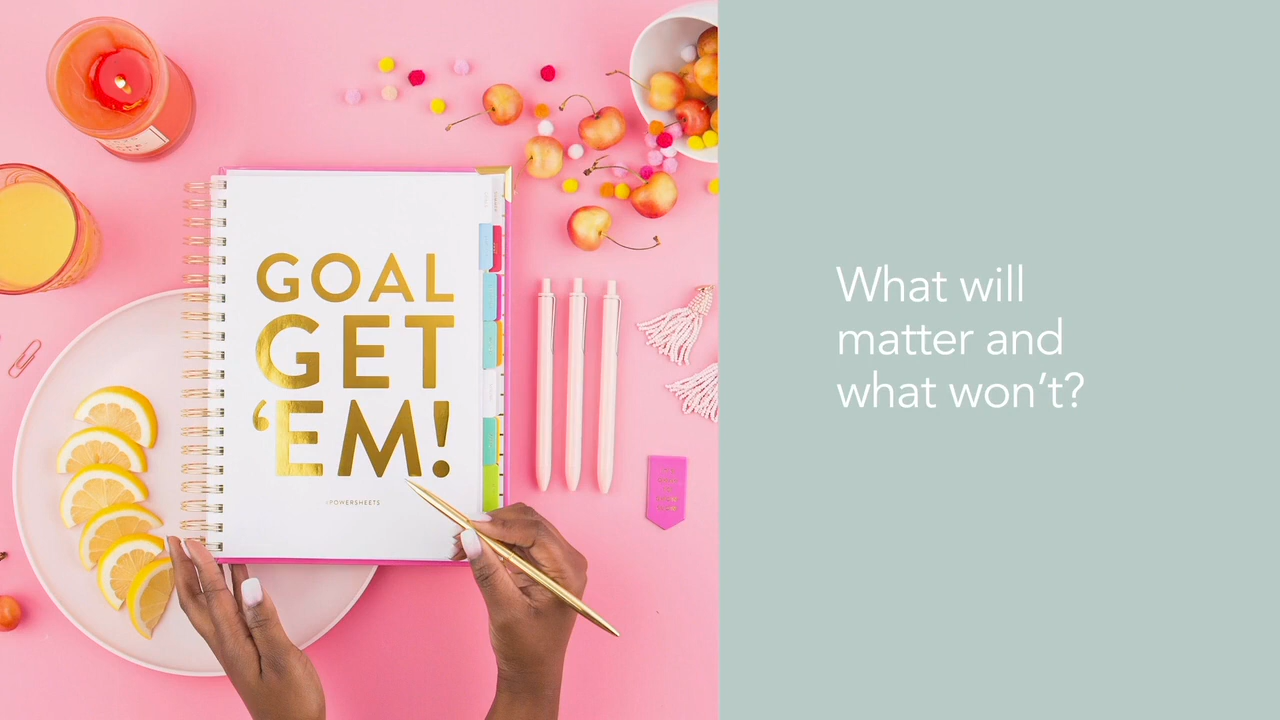 GOAL
GET
‘EM!
#POWERSHEETS
What will
matter and
what won’t?